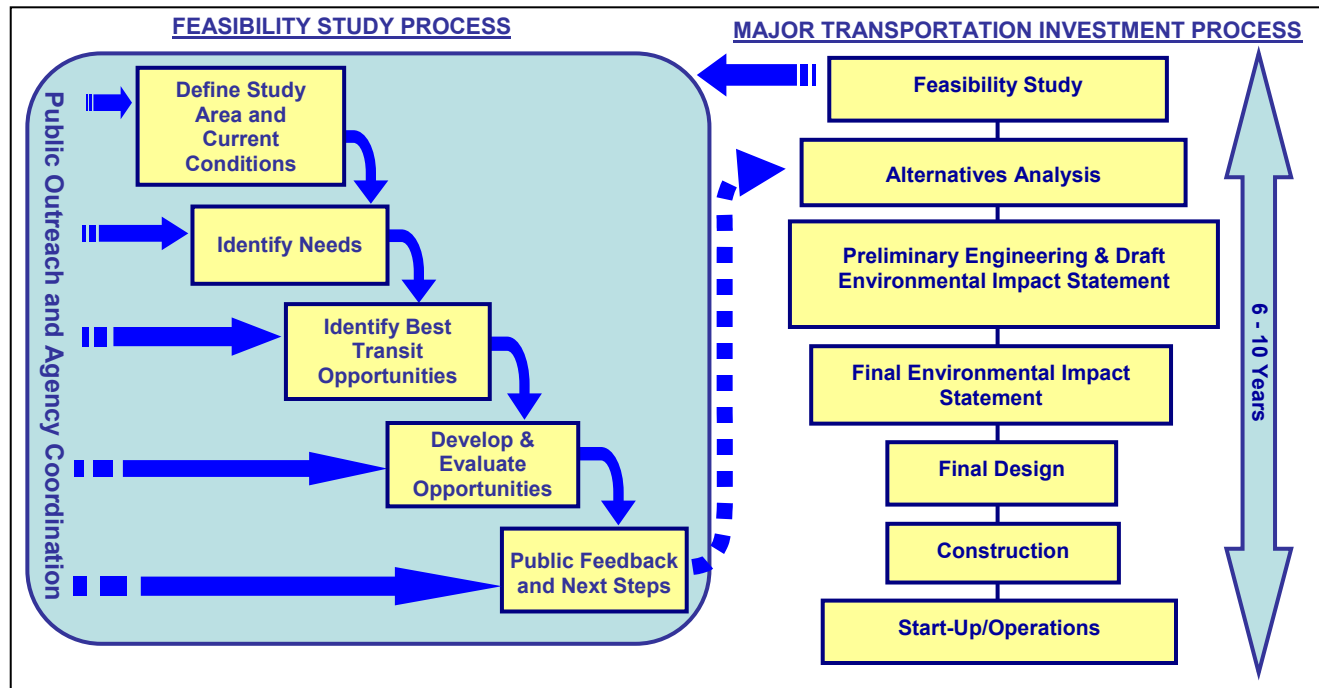 FEASIBILITY STUDY PROCESS
Public Outreach and Agency Coordination
Define Study
Area and
Current
Conditions
Identify Needs
Identify Best
Transit
Opportunities
Develop &
Evaluate
Opportunities
Public Feedback
and Next Steps
MAJOR TRANSPORTATION INVESTMENT PROCESS
Feasibility Study
Alternatives Analysis
Preliminary Engineering & Draft
Environmental Impact Statement
Final Environmental Impact
Statement
Final Design
Construction
Start-Up/Operations
6 - 10 Years